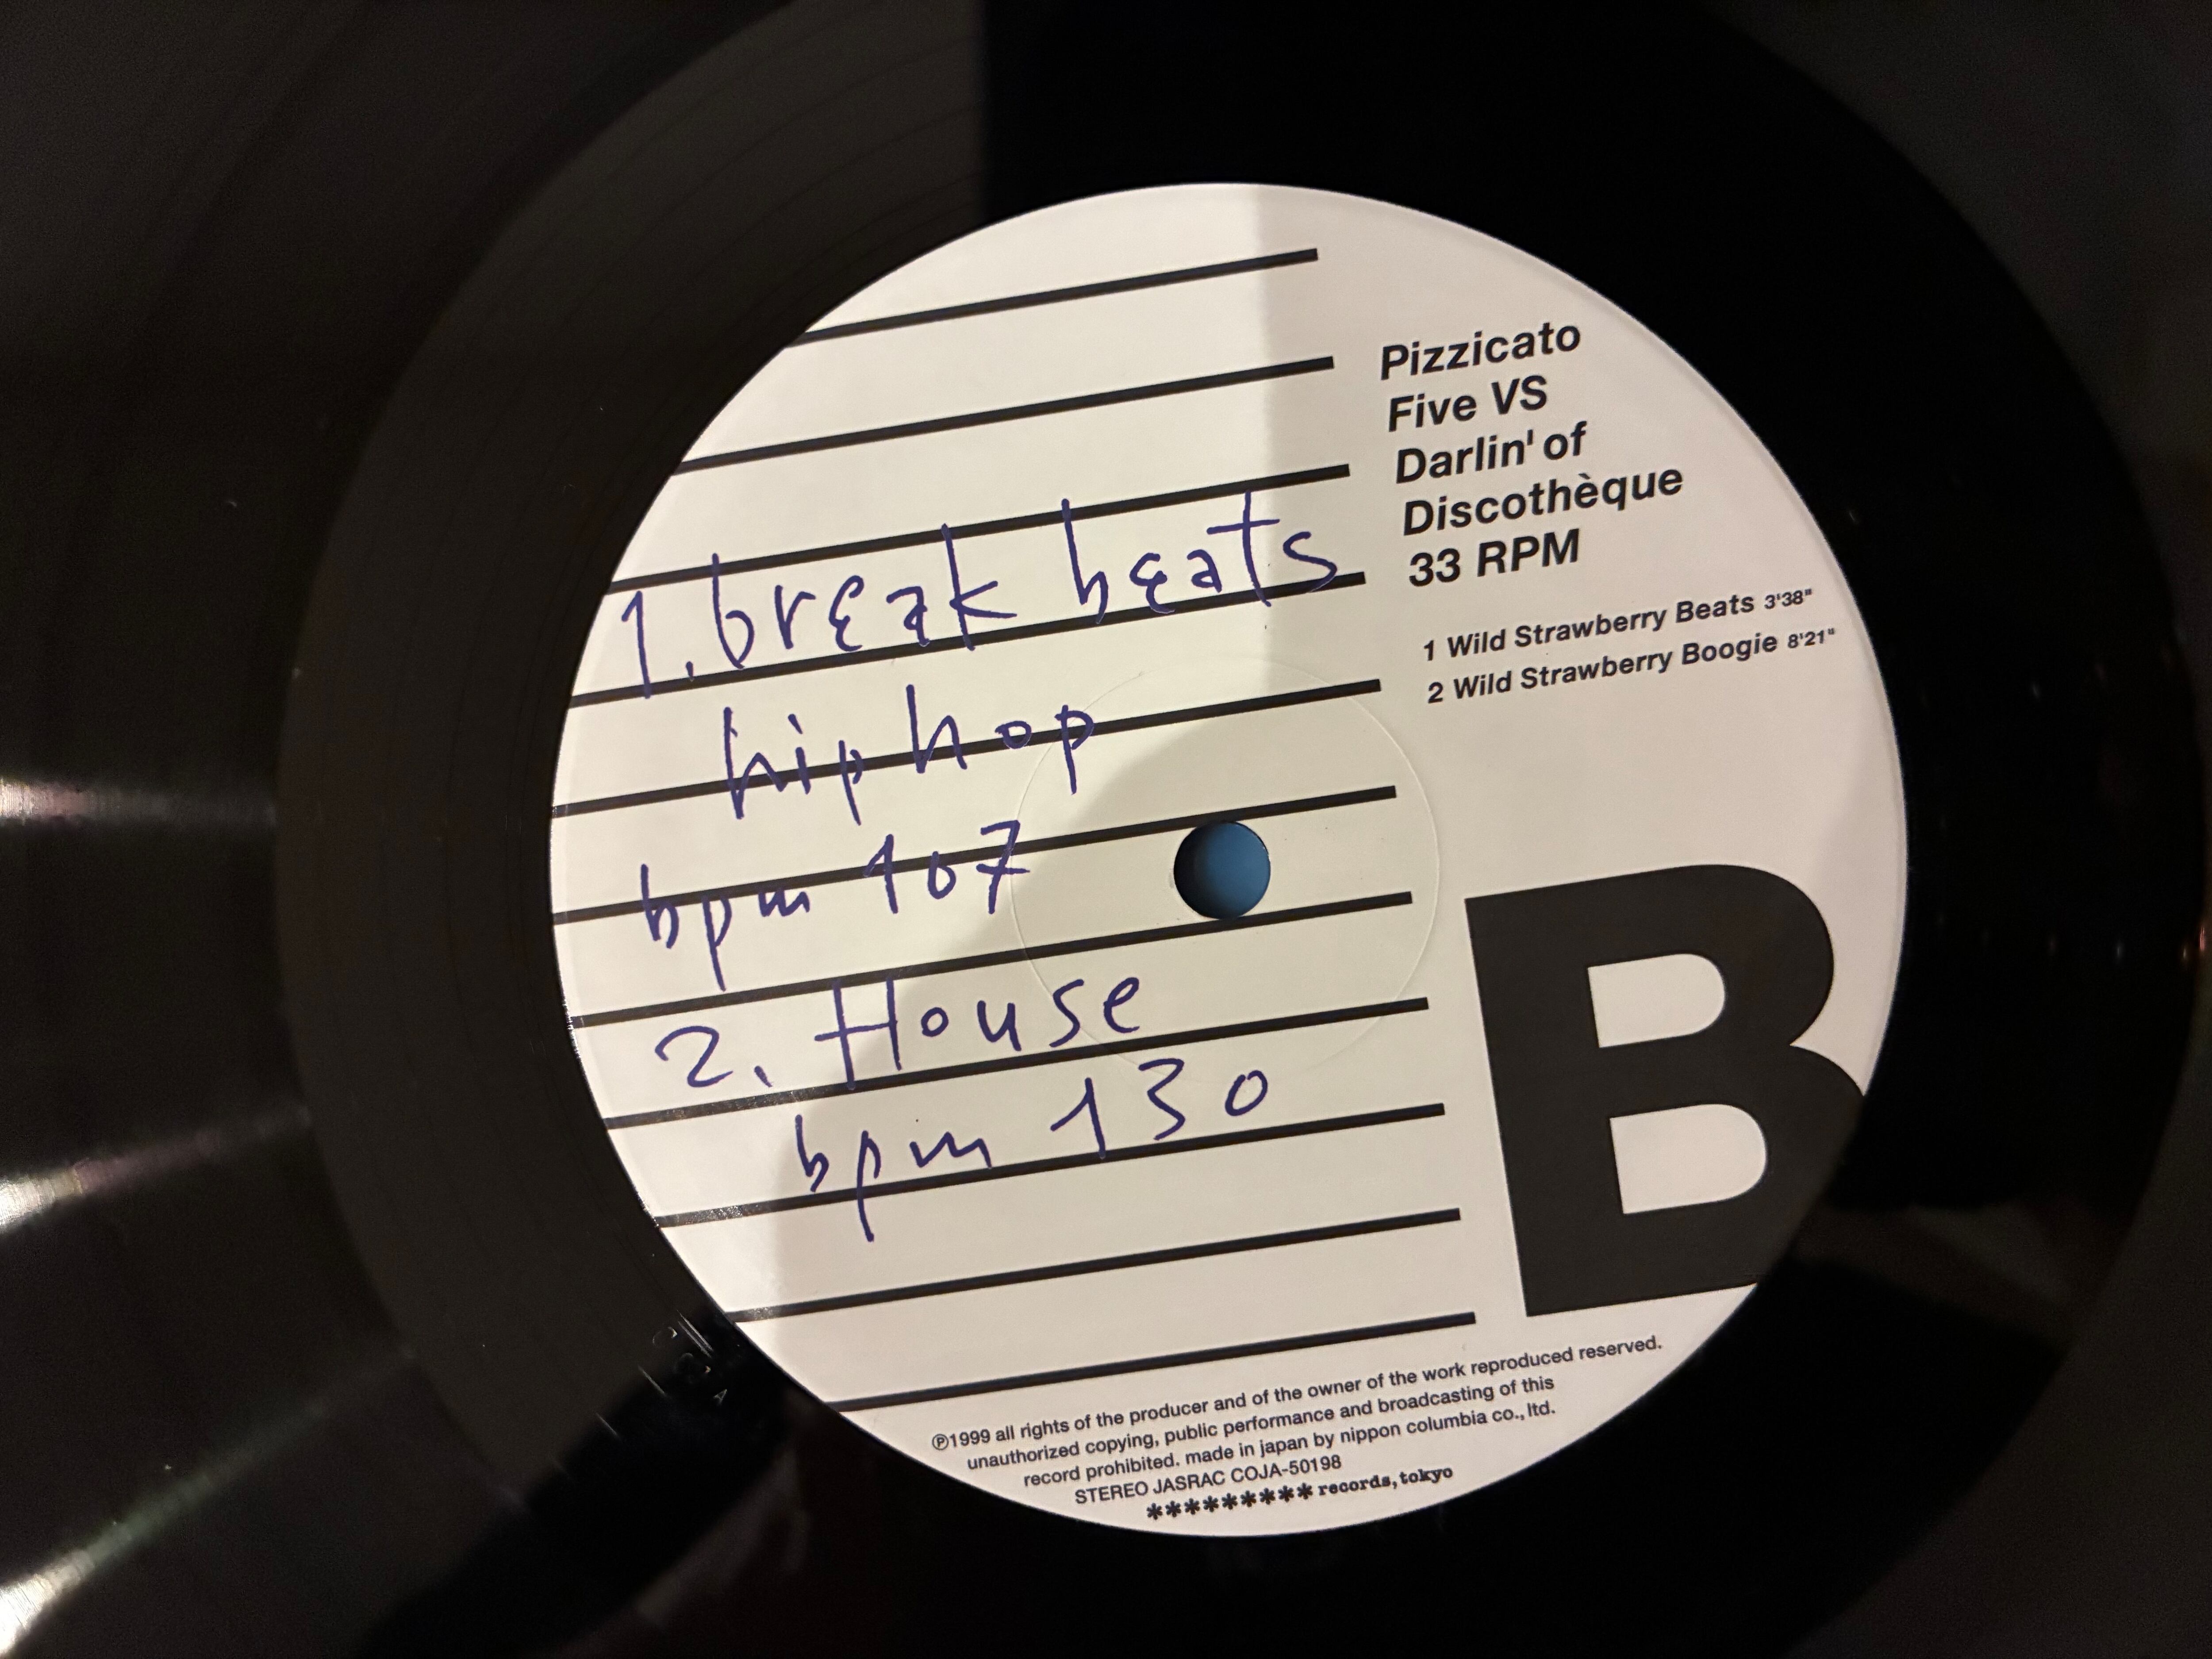 Pizzicato
Five VS
Darlin' of
Discothèque
33 RPM
1 Wild Strawberry Beats 3'38"
2 Wild Strawberry Boogie 8'21"
1. break beats
hip hop
bpm 107
2. House
bpm 130
B
℗1999 all rights of the producer and of the owner of the work reproduced reserved.
unauthorized copying, public performance and broadcasting of this
record prohibited. made in japan by nippon columbia co., ltd.
STEREO JASRAC COJA-50198
********* records, tokyo